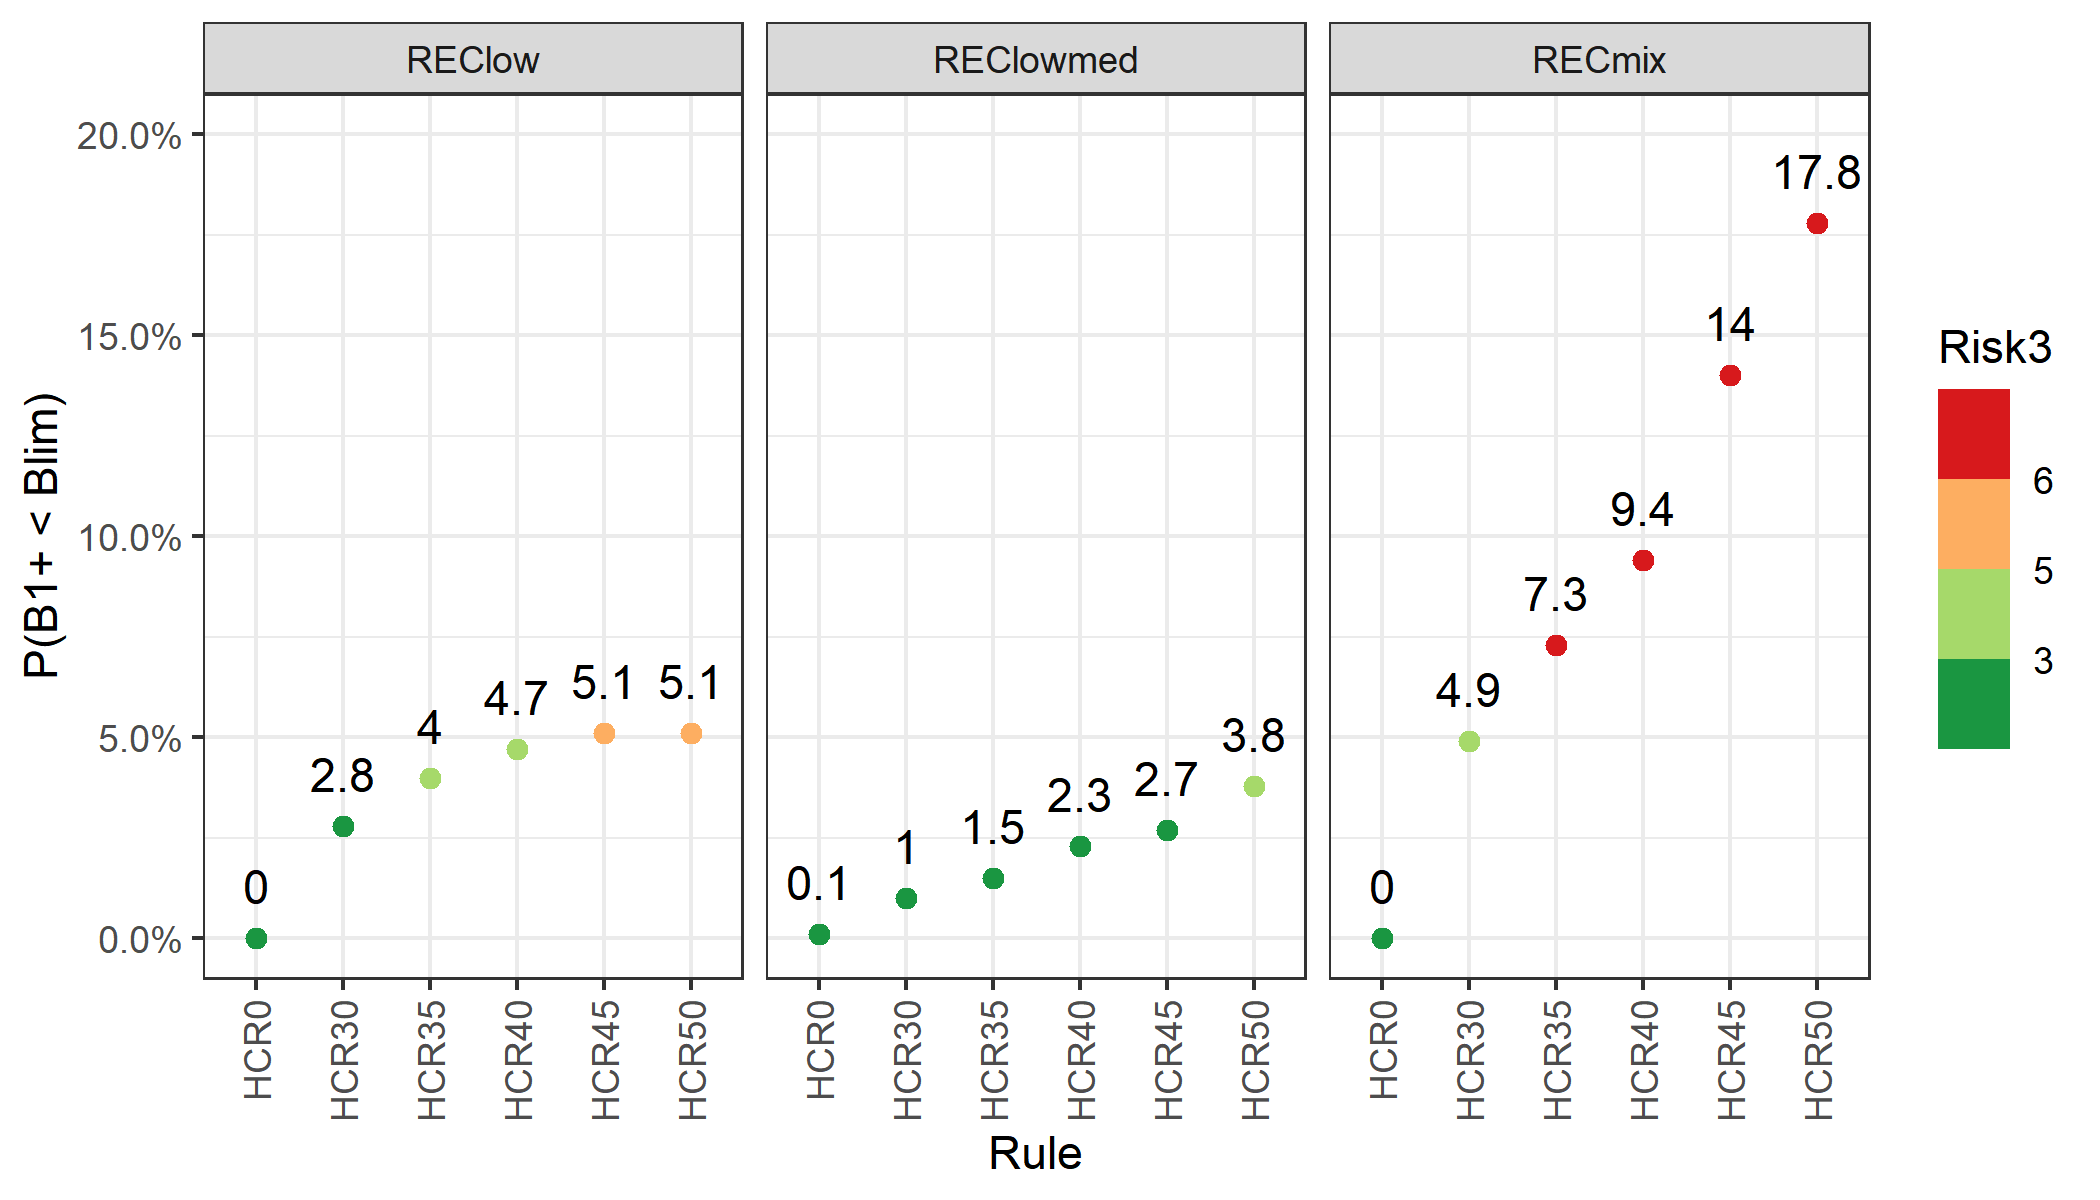 REClow
REClowmed
RECmix
P(B1+ < Blim)
20.0%
15.0%
10.0%
5.0%
0.0%
0
2.8
4
4.7
5.1
5.1
0.1
1
1.5
2.3
2.7
3.8
0
4.9
7.3
9.4
14
17.8
HCR0
HCR30
HCR35
HCR40
HCR45
HCR50
HCR0
HCR30
HCR35
HCR40
HCR45
HCR50
HCR0
HCR30
HCR35
HCR40
HCR45
HCR50
Rule
Risk3
6
5
3